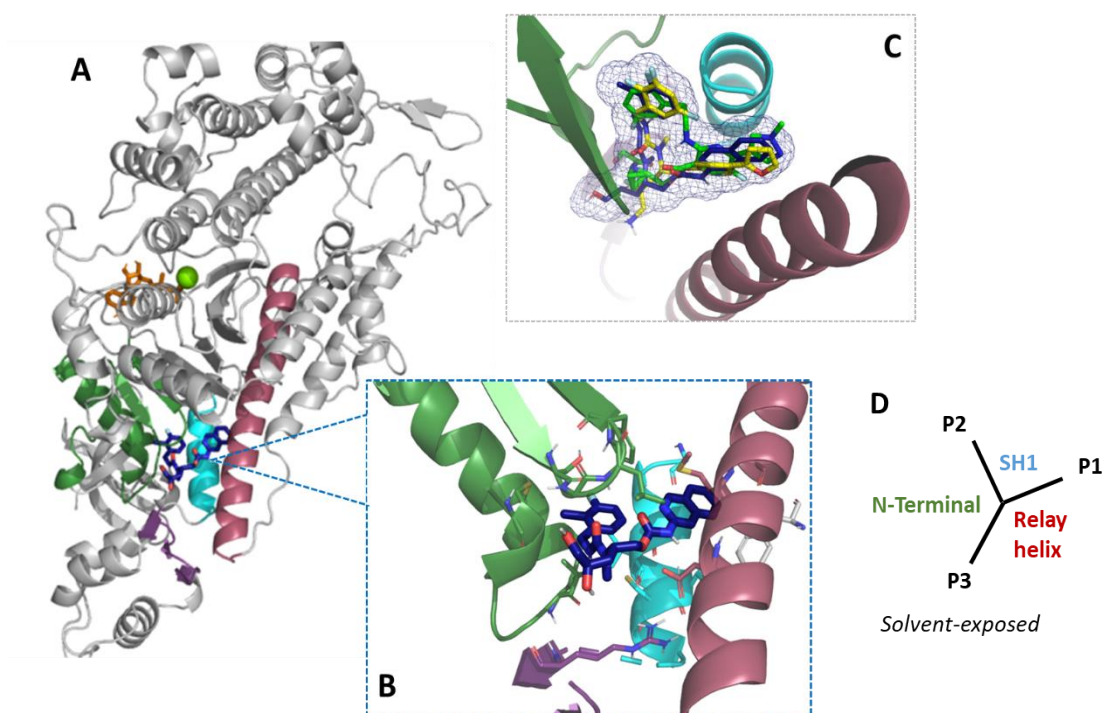 A
C
B
D
P2
SH1
P1
N-Terminal
Relay
helix
P3
Solvent-exposed